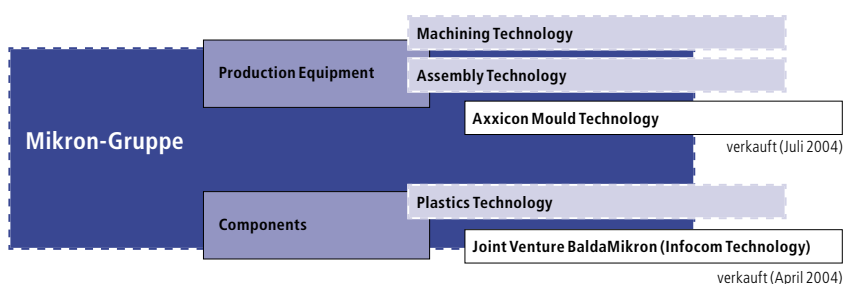 Machining Technology
Production Equipment
Assembly Technology
Axxicon Mould Technology
verkauft (Juli 2004)
Mikron-Gruppe
Plastics Technology
Components
Joint Venture BaldaMikron (Infocom Technology)
verkauft (April 2004)